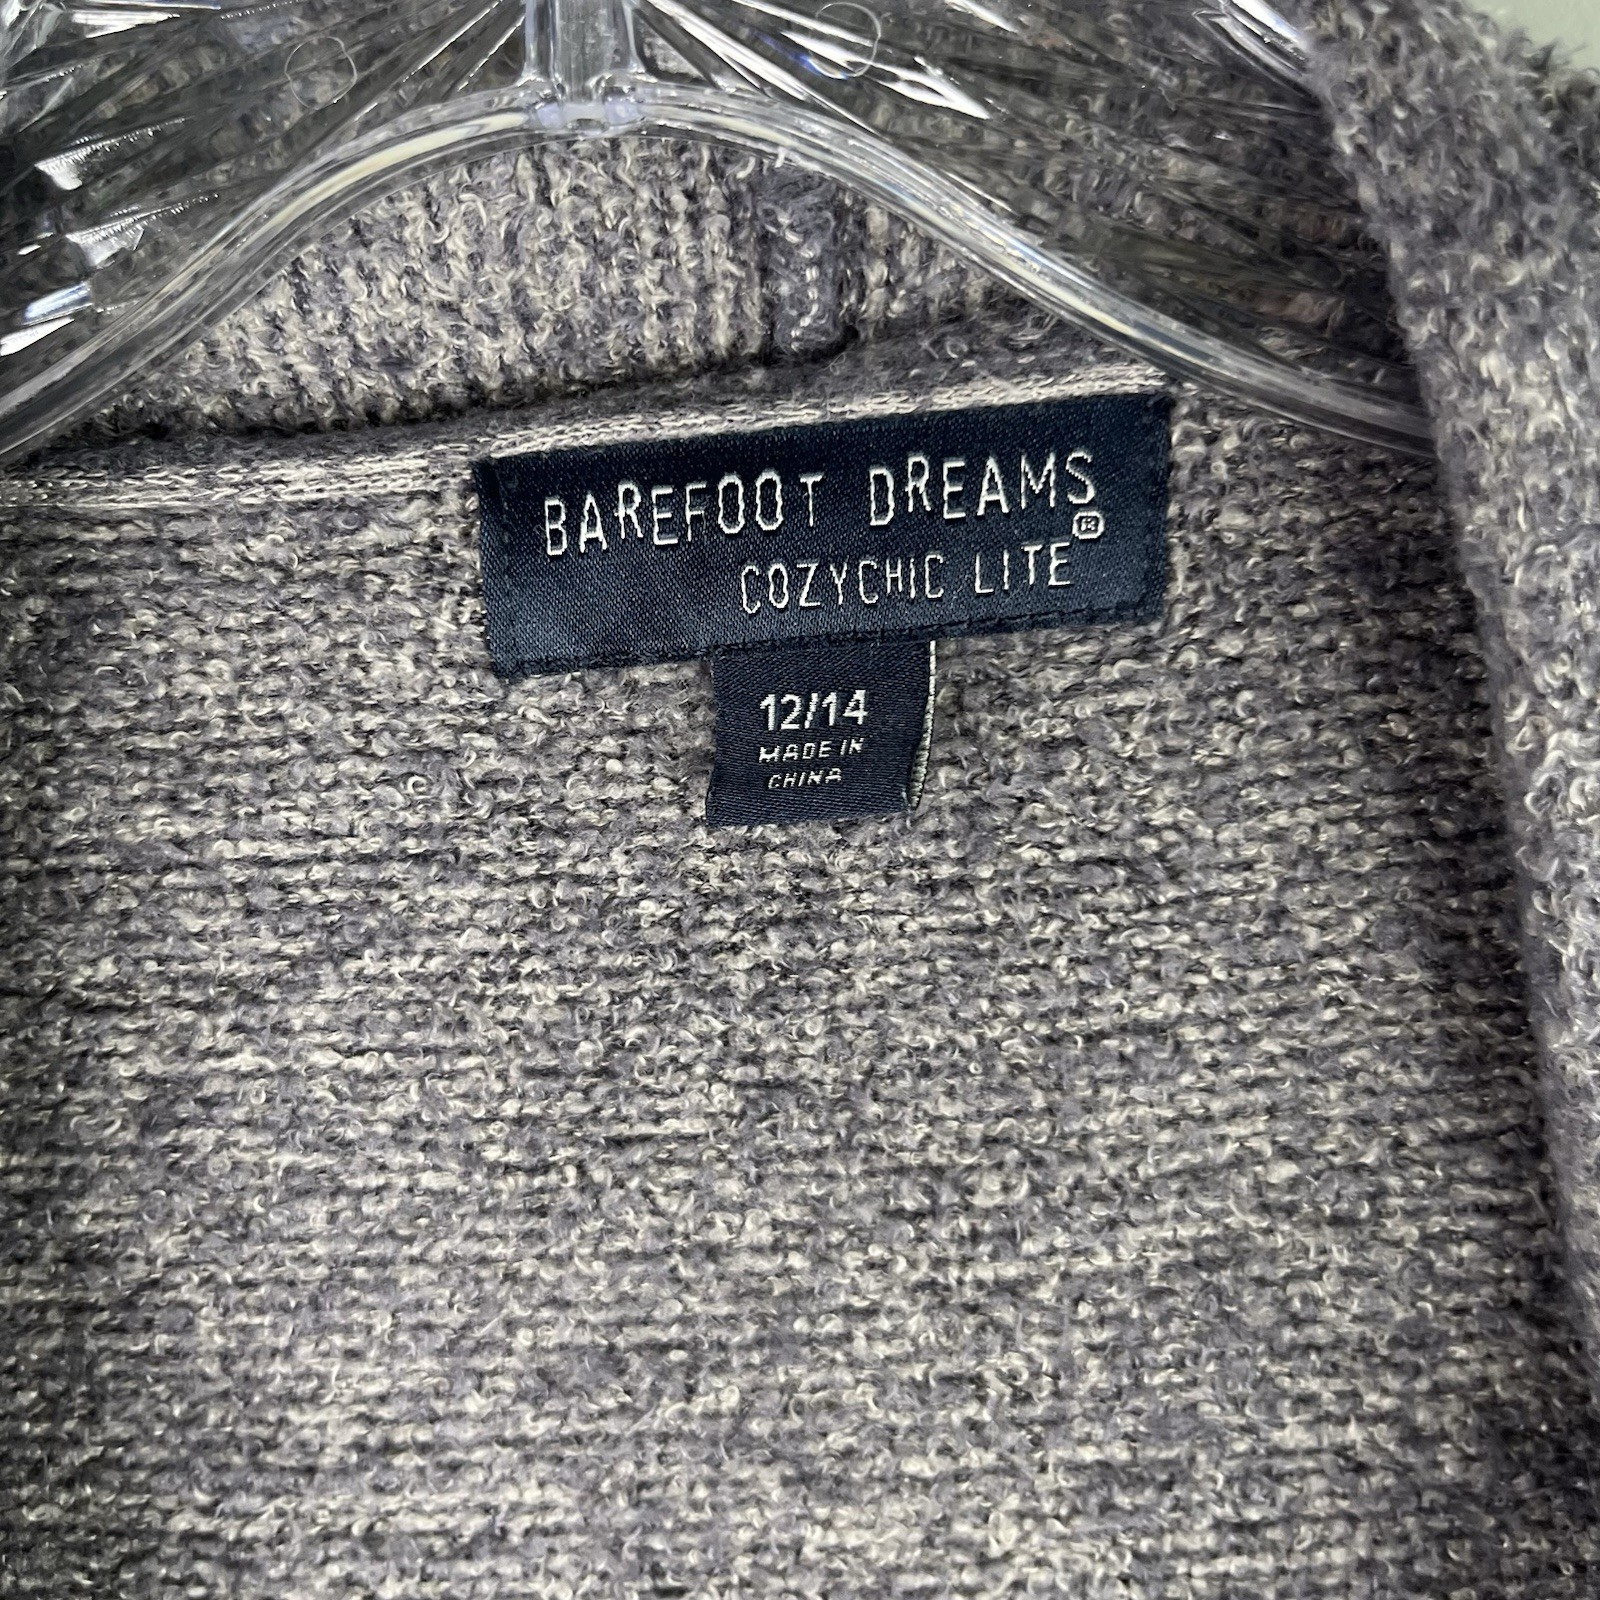 BAREFOOT DREAMS®
COZYCHIC LITE
12/14
MADE IN
CHINA